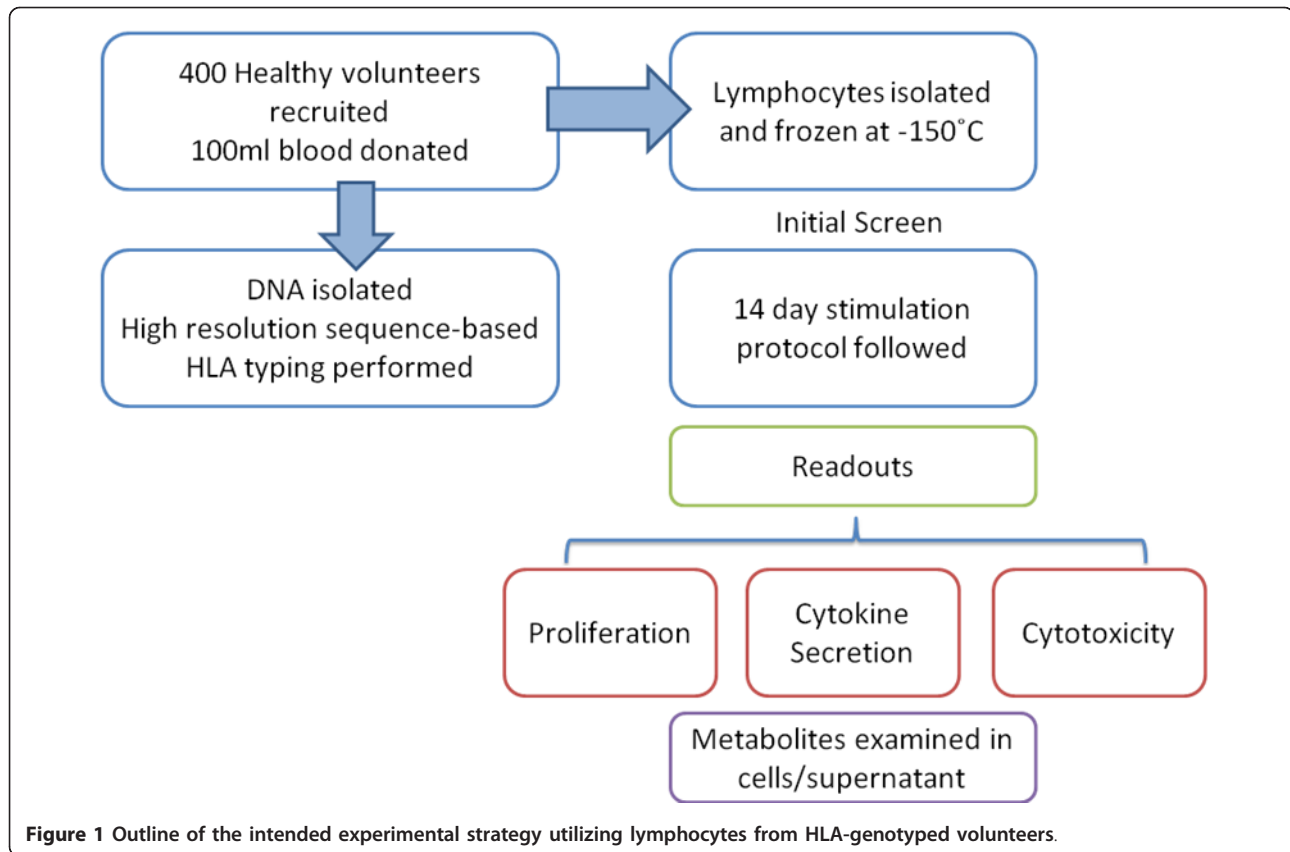 400 Healthy volunteers
recruited
100ml blood donated
Lymphocytes isolated
and frozen at -150˚C
Initial Screen
DNA isolated
High resolution sequence-based
HLA typing performed
14 day stimulation
protocol followed
Readouts
Proliferation
Cytokine
Secretion
Cytotoxicity
Metabolites examined in
cells/supernatant
Figure 1 Outline of the intended experimental strategy utilizing lymphocytes from HLA-genotyped volunteers.